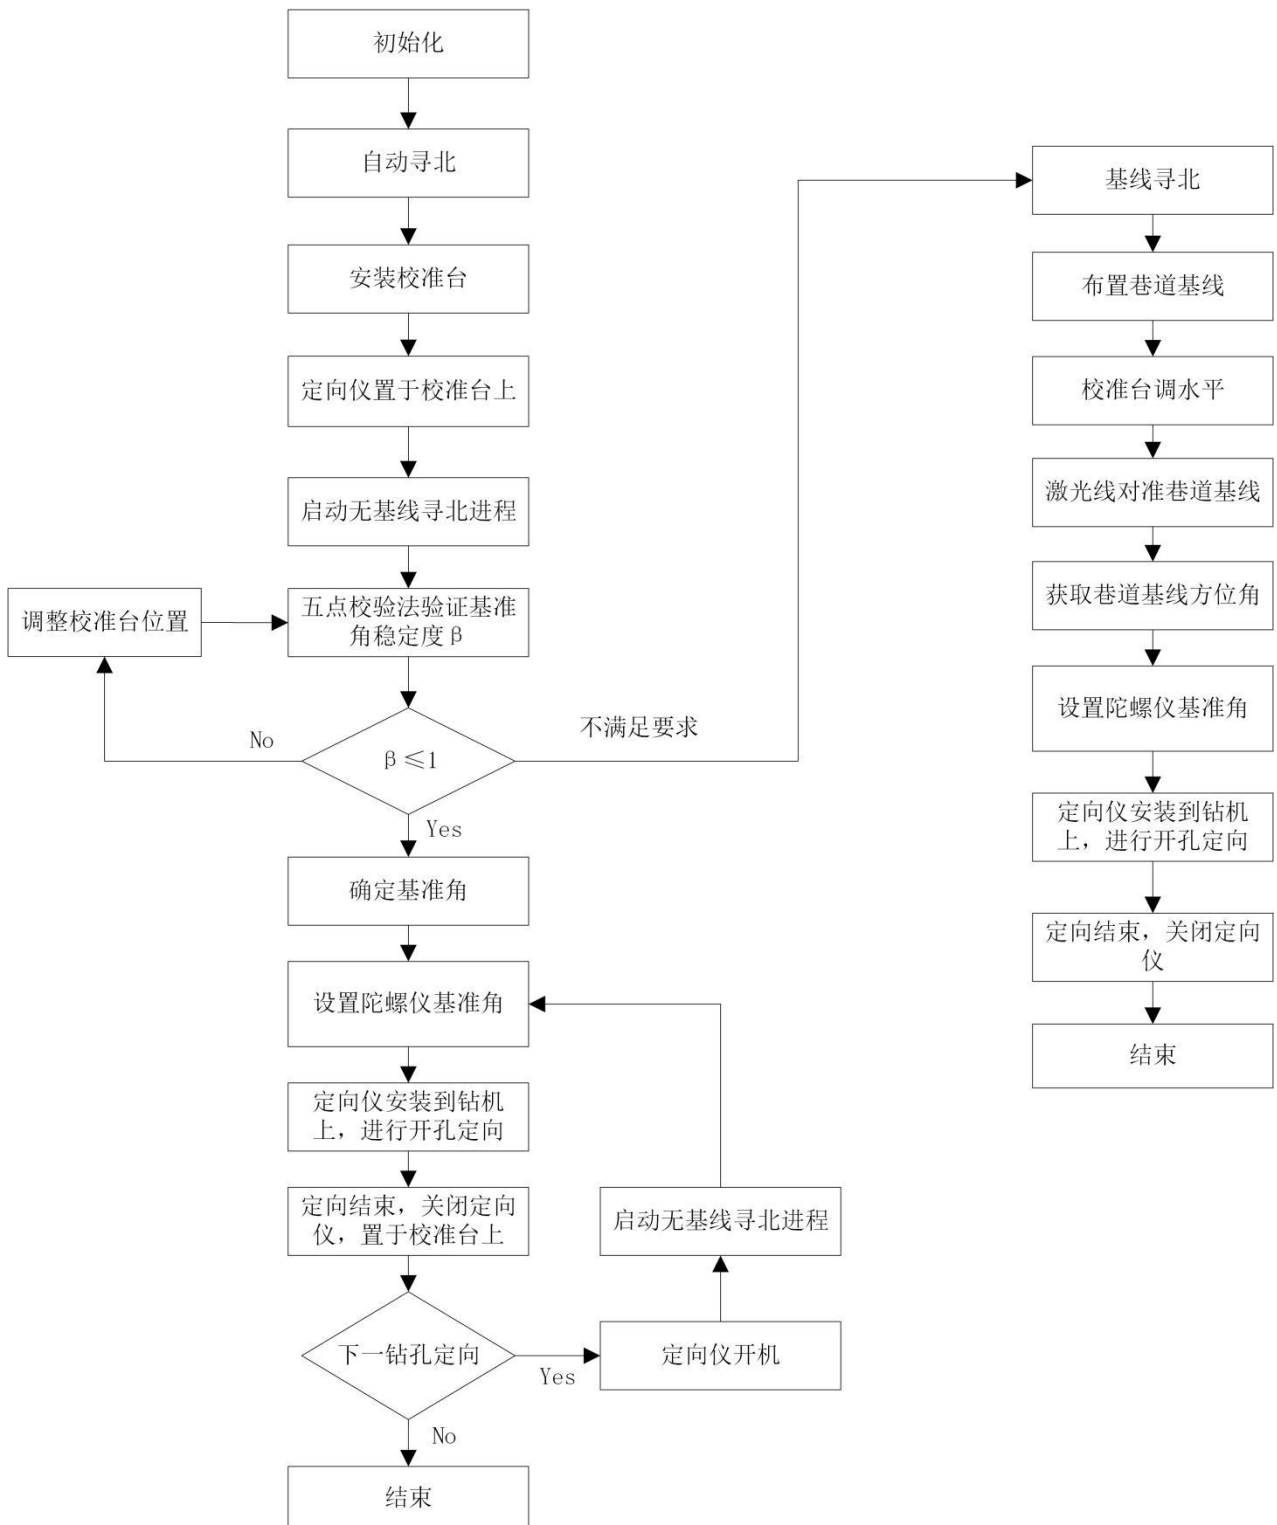 初始化
自动寻北
安装校准台
定向仪置于校准台上
启动无基线寻北进程
调整校准台位置
五点校验法验证基准
角稳定度β
No
β≤1
不满足要求
Yes
确定基准角
设置陀螺仪基准角
定向仪安装到钻机
上，进行开孔定向
定向结束，关闭定向
仪，置于校准台上
启动无基线寻北进程
下一钻孔定向
Yes
定向仪开机
No
结束
基线寻北
布置巷道基线
校准台调水平
激光线对准巷道基线
获取巷道基线方位角
设置陀螺仪基准角
定向仪安装到钻机
上，进行开孔定向
定向结束，关闭定向
仪
结束